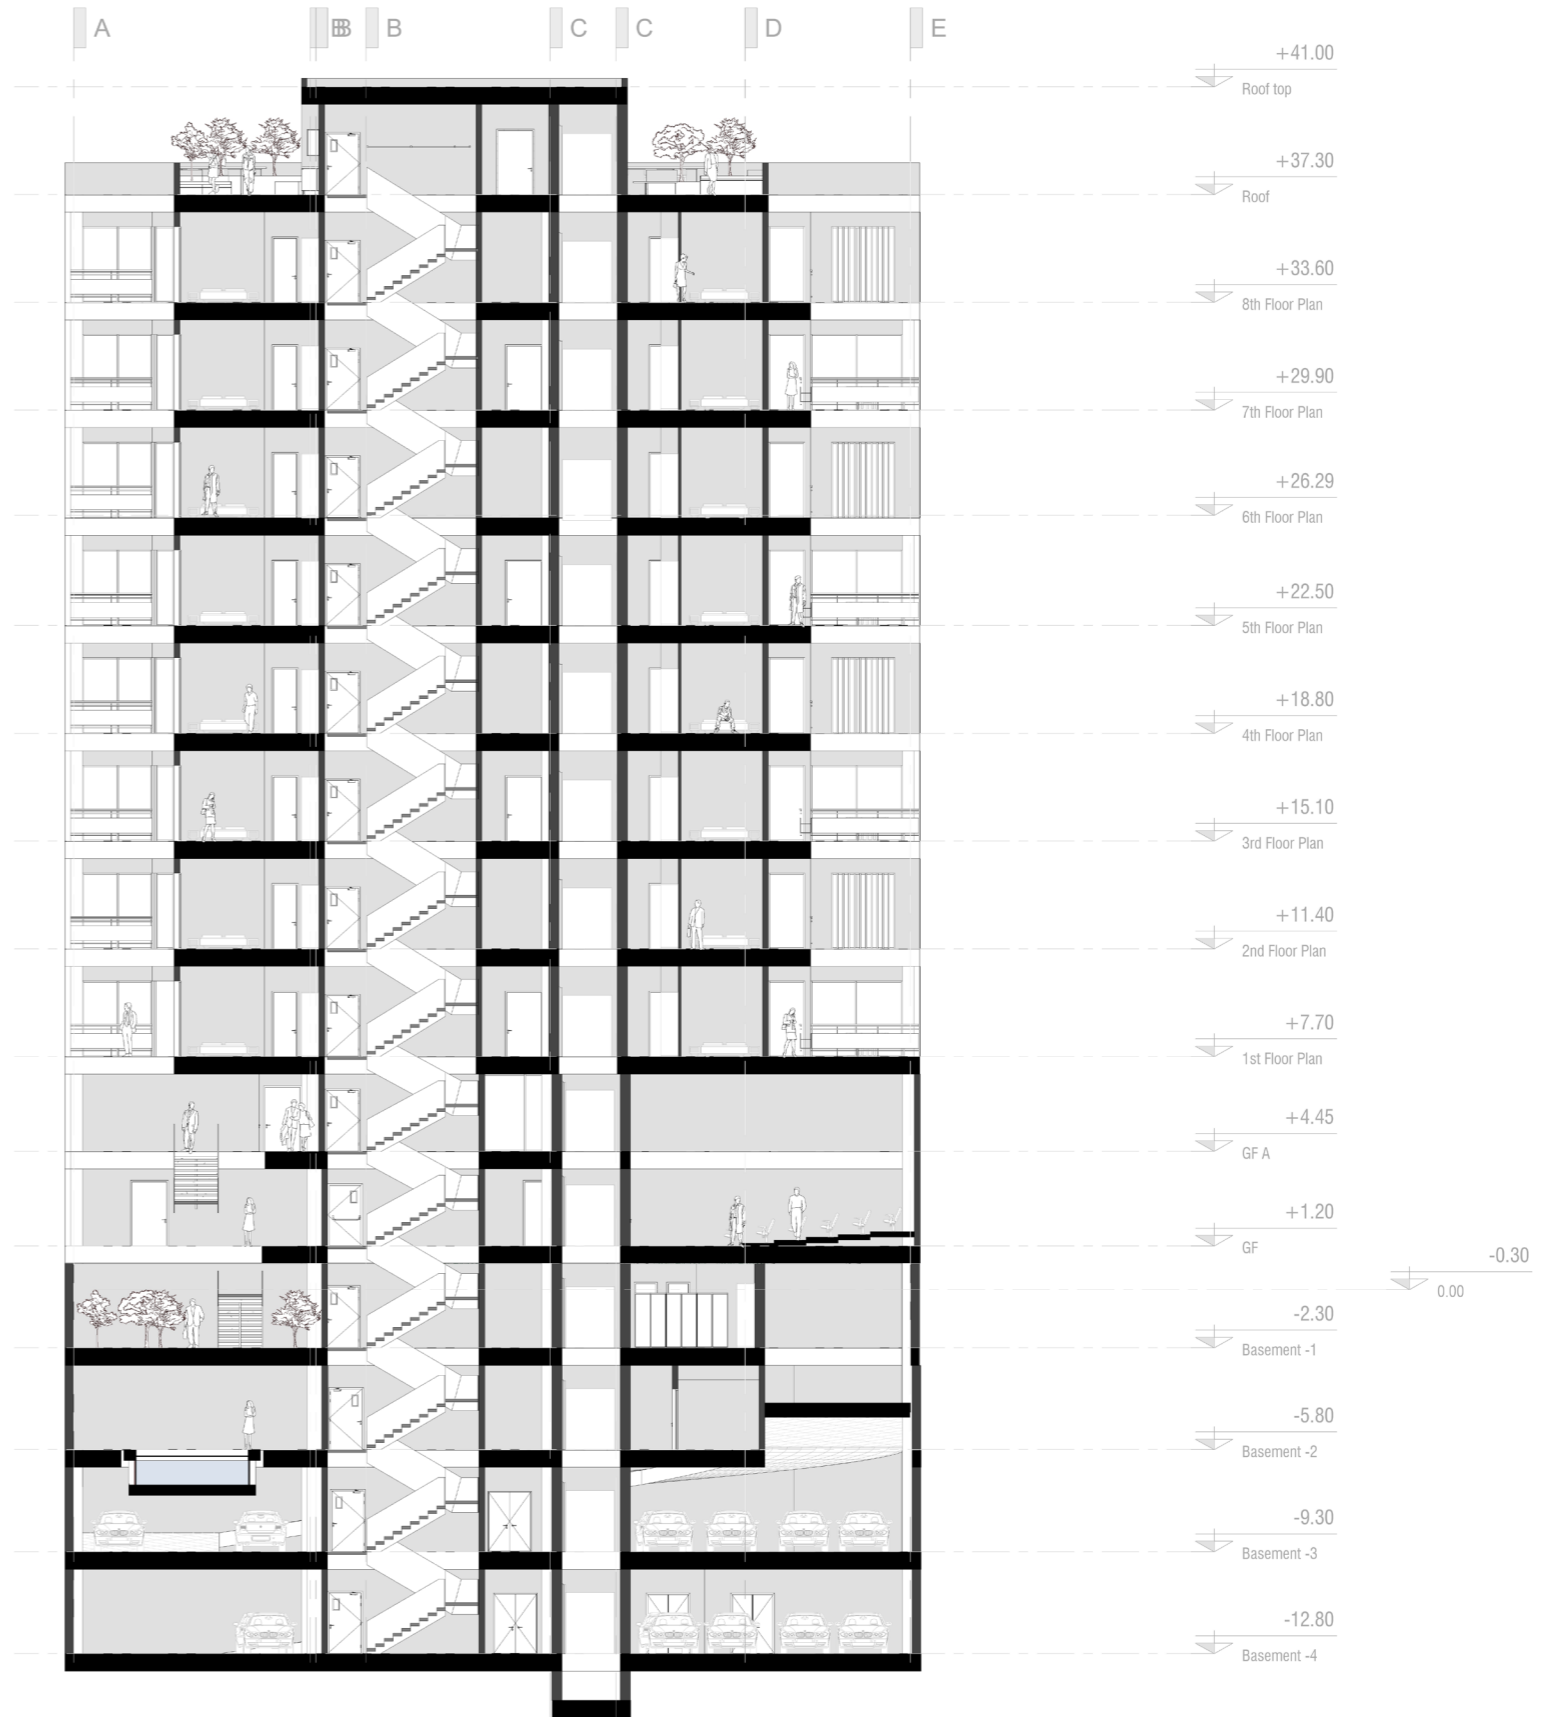 A BB B C C D E
+41.00
Roof top
+37.30
Roof
+33.60
8th Floor Plan
+29.90
7th Floor Plan
+26.29
6th Floor Plan
+22.50
5th Floor Plan
+18.80
4th Floor Plan
+15.10
3rd Floor Plan
+11.40
2nd Floor Plan
+7.70
1st Floor Plan
+4.45
GF A
+1.20
GF
-0.30
0.00
-2.30
Basement -1
-5.80
Basement -2
-9.30
Basement -3
-12.80
Basement -4